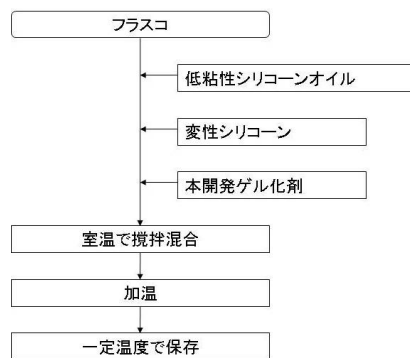 フラスコ
低粘性シリコーンオイル
変性シリコーン
本開発ゲル化剤
室温で撹拌混合
加温
一定温度で保存